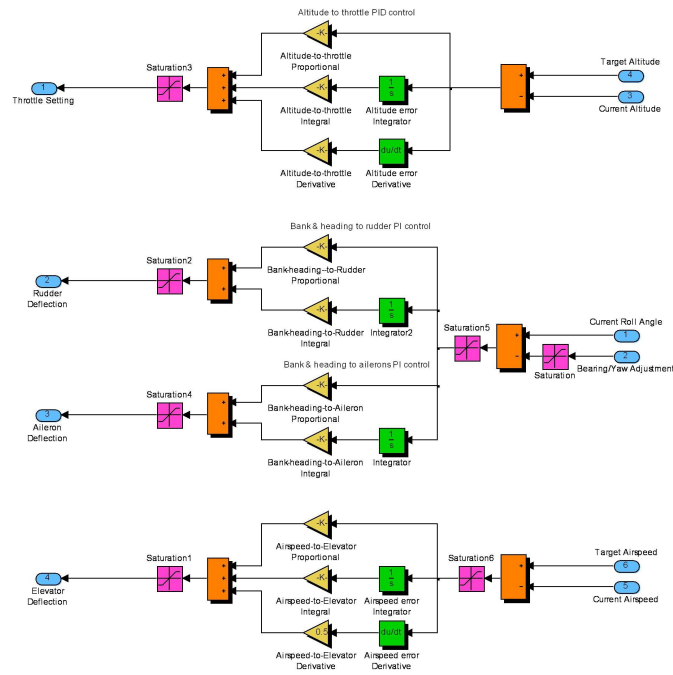 Altitude to throttle PID control
-K-
Altitude-to-throttle
Proportional
Saturation3
+
+
+
1
Throttle Setting
-K-
Altitude-to-throttle
Integral
1
s
Altitude error
Integrator
Target Altitude
+
4
−
3
Current Altitude
-K-
Altitude-to-throttle
Derivative
du/dt
Altitude error
Derivative
Bank & heading to rudder PI control
-K-
Bank-heading--to-Rudder
Proportional
Saturation2
+
+
2
Rudder
Deflection
-K-
Bank-heading-to-Rudder
Integral
1
s
Integrator2
Saturation5
Current Roll Angle
+
1
−
2
Saturation
Bearing/Yaw Adjustment
Bank & heading to ailerons PI control
-K-
Bank-heading-to-Aileron
Proportional
Saturation4
+
+
3
Aileron
Deflection
-K-
Bank-heading-to-Aileron
Integral
1
s
Integrator
-K-
Airspeed-to-Elevator
Proportional
Saturation1
+
+
+
4
Elevator
Deflection
-K-
Airspeed-to-Elevator
Integral
1
s
Airspeed error
Integrator
Saturation6
Target Airspeed
+
6
−
5
Current Airspeed
0.5
Airspeed-to-Elevator
Derivative
du/dt
Airspeed error
Derivative